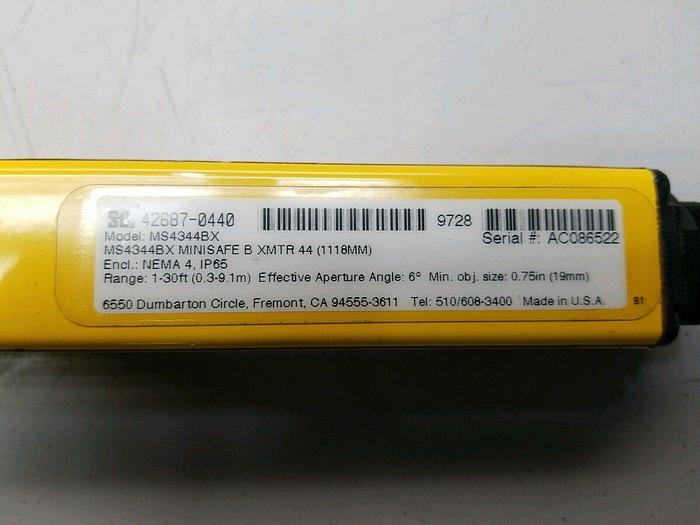 42687-0440 9728
Model: MS4344BX Serial #: AC086522
MS4344BX MINISAFE B XMTR 44 (1118MM)
Encl.: NEMA 4, IP65
Range: 1-30ft (0.3-9.1m) Effective Aperture Angle: 6° Min. obj. size: 0.75in (19mm)
6550 Dumbarton Circle, Fremont, CA 94555-3611 Tel: 510/608-3400 Made in U.S.A. B1